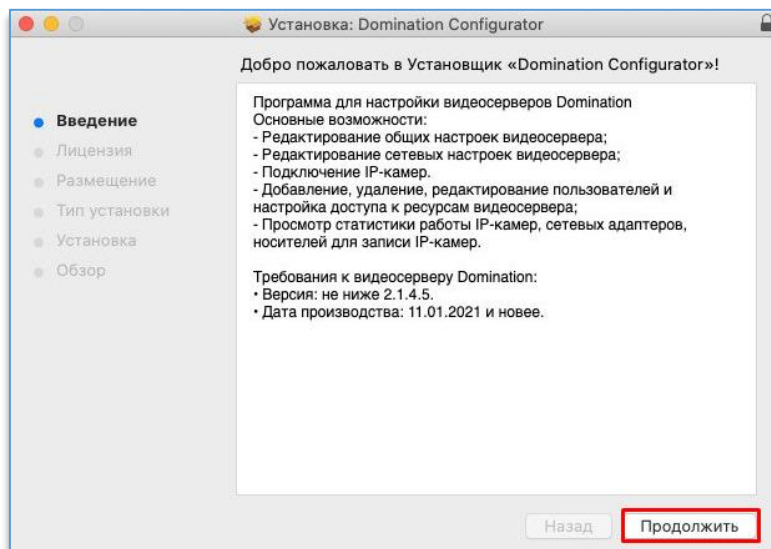 Установка: Domination Configurator
Добро пожаловать в Установщик «Domination Configurator»!
Введение
Лицензия
Размещение
Тип установки
Установка
Обзор
Программа для настройки видеосерверов Domination
Основные возможности:
- Редактирование общих настроек видеосервера;
- Редактирование сетевых настроек видеосервера;
- Подключение IP-камер.
- Добавление, удаление, редактирование пользователей и
настройка доступа к ресурсам видеосервера;
- Просмотр статистики работы IP-камер, сетевых адаптеров,
носителей для записи IP-камер.
Требования к видеосерверу Domination:
• Версия: не ниже 2.1.4.5.
• Дата производства: 11.01.2021 и новее.
Назад
Продолжить